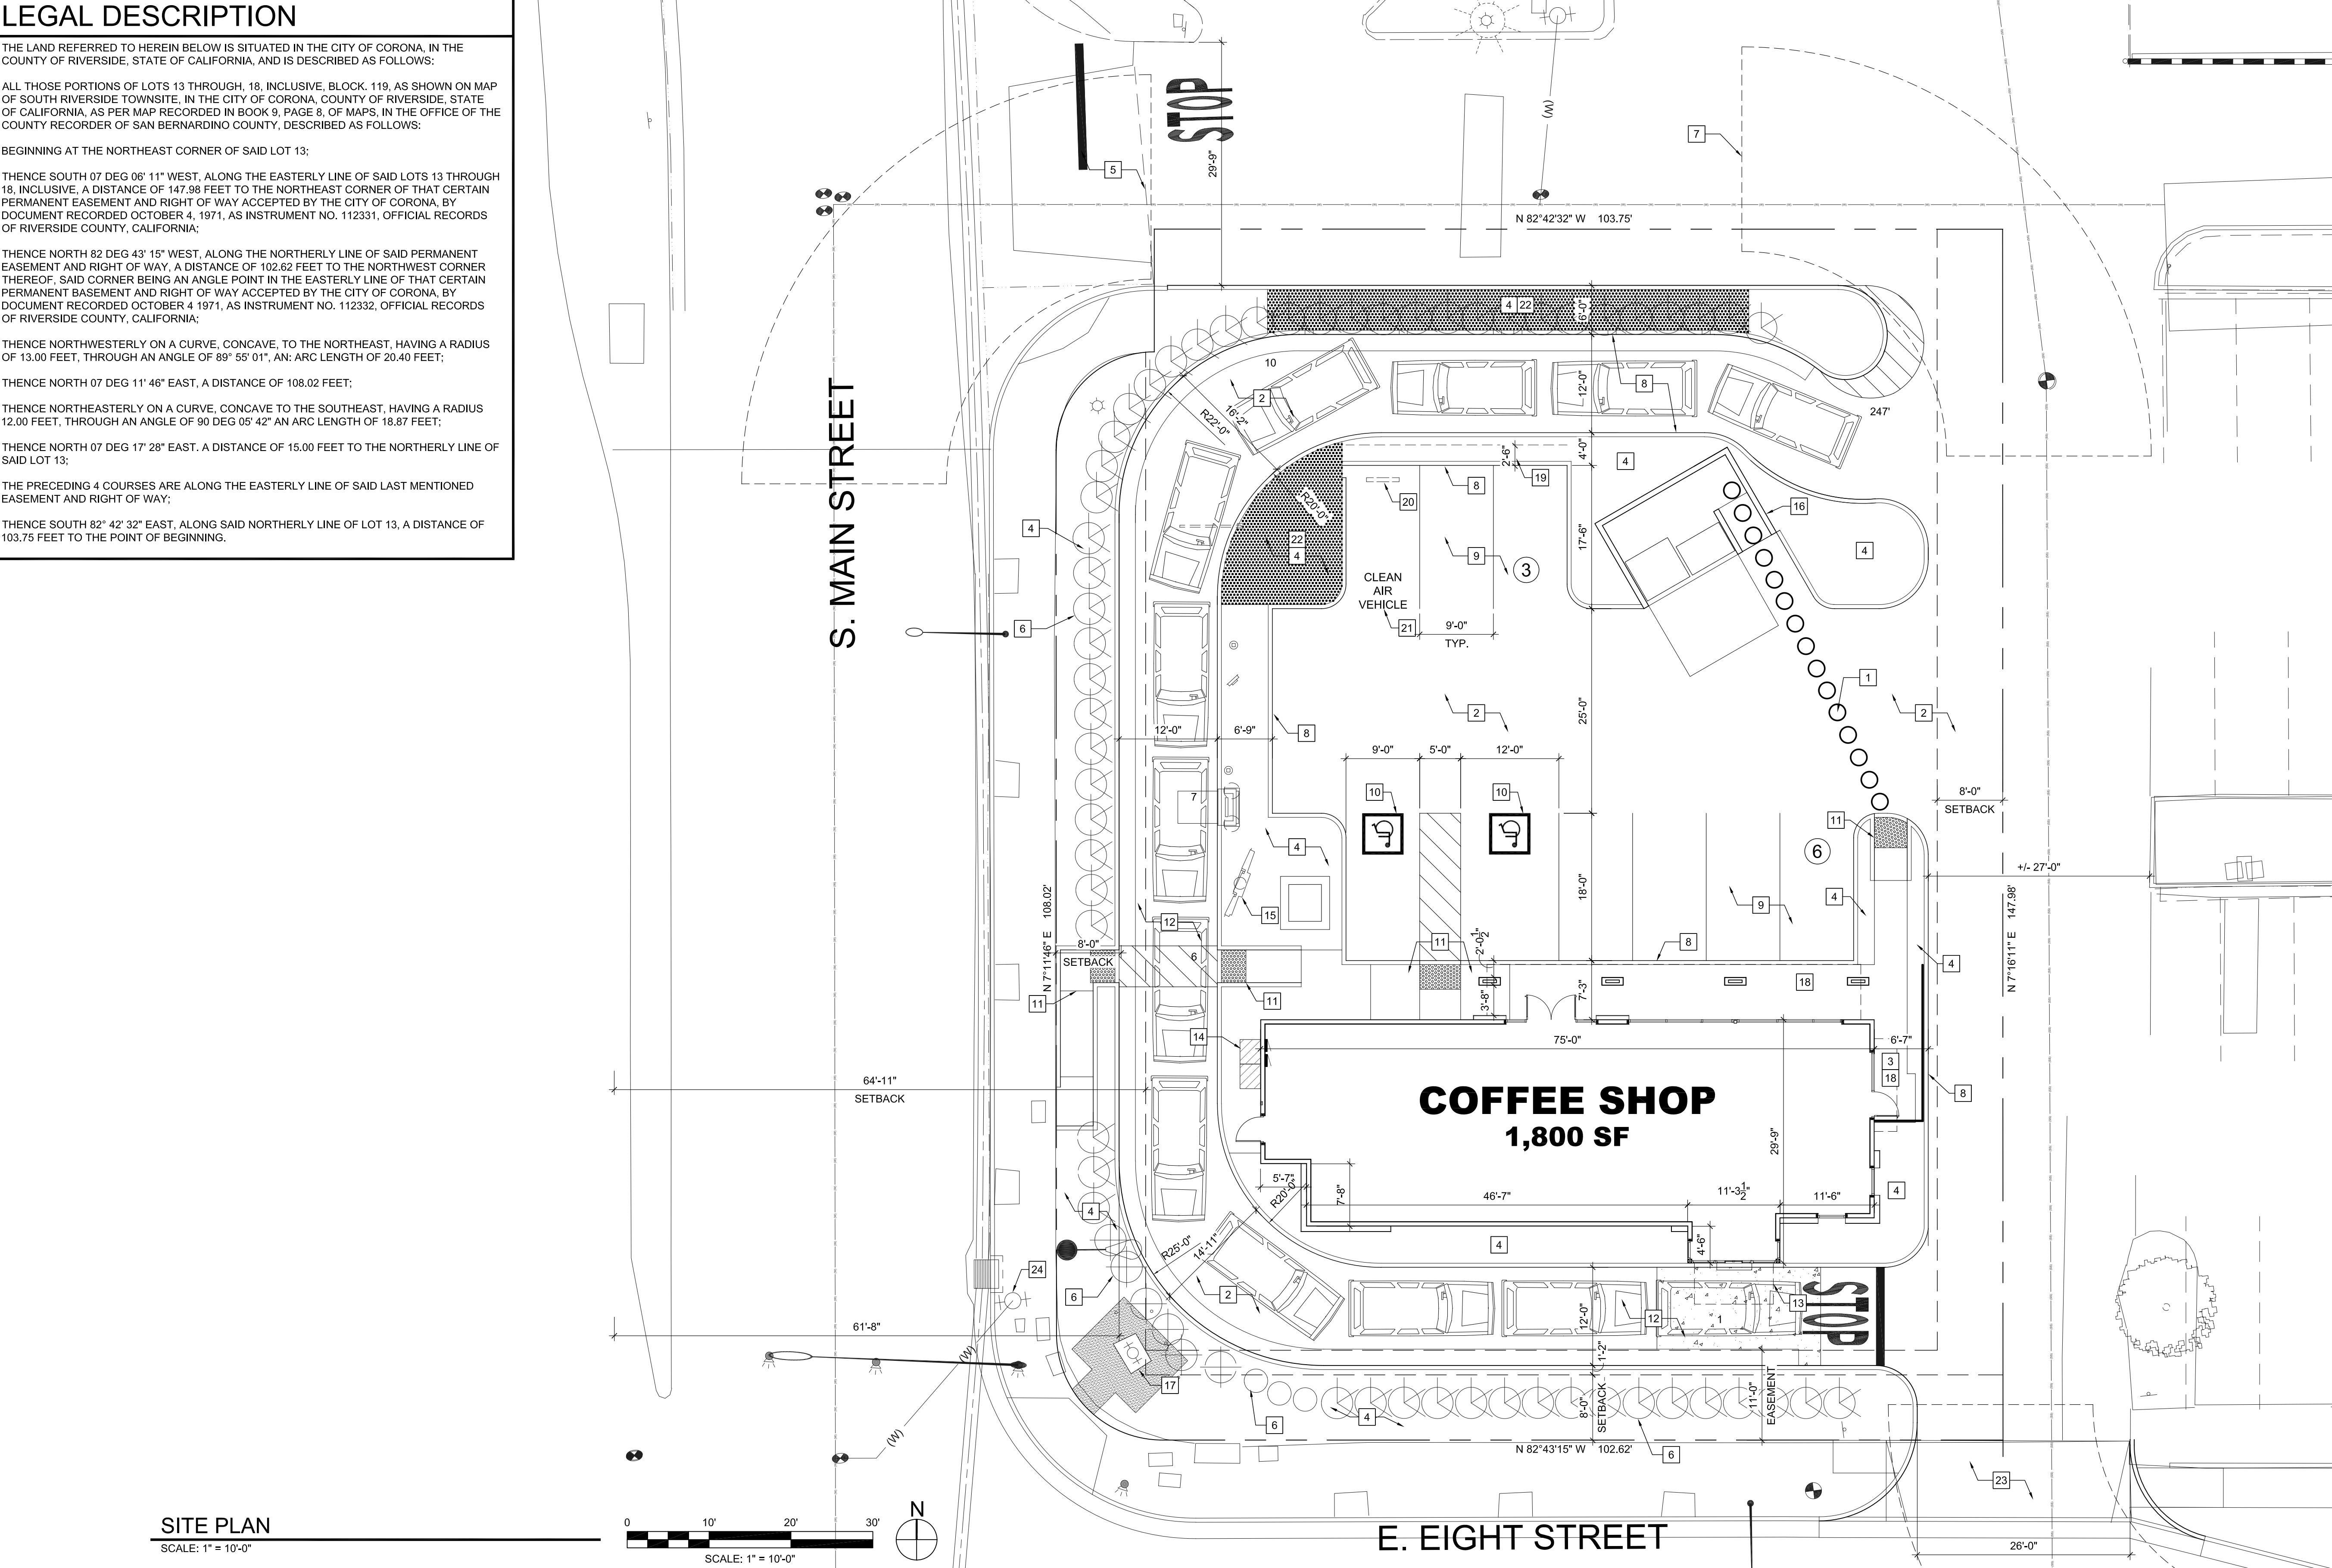 LEGAL DESCRIPTION
THE LAND REFERRED TO HEREIN BELOW IS SITUATED IN THE CITY OF CORONA, IN THE
COUNTY OF RIVERSIDE, STATE OF CALIFORNIA, AND IS DESCRIBED AS FOLLOWS:
ALL THOSE PORTIONS OF LOTS 13 THROUGH, 18, INCLUSIVE, BLOCK. 119, AS SHOWN ON MAP
OF SOUTH RIVERSIDE TOWNSITE, IN THE CITY OF CORONA, COUNTY OF RIVERSIDE, STATE
OF CALIFORNIA, AS PER MAP RECORDED IN BOOK 9, PAGE 8, OF MAPS, IN THE OFFICE OF THE
COUNTY RECORDER OF SAN BERNARDINO COUNTY, DESCRIBED AS FOLLOWS:
BEGINNING AT THE NORTHEAST CORNER OF SAID LOT 13;
THENCE SOUTH 07 DEG 06' 11" WEST, ALONG THE EASTERLY LINE OF SAID LOTS 13 THROUGH
18, INCLUSIVE, A DISTANCE OF 147.98 FEET TO THE NORTHEAST CORNER OF THAT CERTAIN
PERMANENT EASEMENT AND RIGHT OF WAY ACCEPTED BY THE CITY OF CORONA, BY
DOCUMENT RECORDED OCTOBER 4, 1971, AS INSTRUMENT NO. 112331, OFFICIAL RECORDS
OF RIVERSIDE COUNTY, CALIFORNIA;
THENCE NORTH 82 DEG 43' 15" WEST, ALONG THE NORTHERLY LINE OF SAID PERMANENT
EASEMENT AND RIGHT OF WAY, A DISTANCE OF 102.62 FEET TO THE NORTHWEST CORNER
THEREOF, SAID CORNER BEING AN ANGLE POINT IN THE EASTERLY LINE OF THAT CERTAIN
PERMANENT BASEMENT AND RIGHT OF WAY ACCEPTED BY THE CITY OF CORONA, BY
DOCUMENT RECORDED OCTOBER 4 1971, AS INSTRUMENT NO. 112332, OFFICIAL RECORDS
OF RIVERSIDE COUNTY, CALIFORNIA;
THENCE NORTHWESTERLY ON A CURVE, CONCAVE, TO THE NORTHEAST, HAVING A RADIUS
OF 13.00 FEET, THROUGH AN ANGLE OF 89° 55' 01", AN: ARC LENGTH OF 20.40 FEET;
THENCE NORTH 07 DEG 11' 46" EAST, A DISTANCE OF 108.02 FEET;
THENCE NORTHEASTERLY ON A CURVE, CONCAVE TO THE SOUTHEAST, HAVING A RADIUS
12,00 FEET, THROUGH AN ANGLE OF 90 DEG 05' 42" AN ARC LENGTH OF 18.87 FEET;
THENCE NORTH 07 DEG 17' 28" EAST. A DISTANCE OF 15.00 FEET TO THE NORTHERLY LINE OF
SAID LOT 13;
THE PRECEDING 4 COURSES ARE ALONG THE EASTERLY LINE OF SAID LAST MENTIONED
EASEMENT AND RIGHT OF WAY;
THENCE SOUTH 82° 42' 32" EAST, ALONG SAID NORTHERLY LINE OF LOT 13, A DISTANCE OF
103.75 FEET TO THE POINT OF BEGINNING.
STOP
(W)
7
5
29'-9"
N 82°42'32" W 103.75'
4 22
6'-0"
10
2
8
12'-0"
16'-2"
R22'-0"
247'
S. MAIN STREET
4'-0"
2'-6"
4
8
19
20
R20'-0"
16
4
22
4
17'-6"
9
3
4
CLEAN
AIR
VEHICLE
21
9'-0"
TYP.
6
1
2
2
25'-0"
8
12'-0"
6'-9"
9'-0"
5'-0"
12'-0"
10
10
7
8'-0"
SETBACK
11
6
4
+/- 27'-0"
18'-0"
N 7°11'46" E 108.02'
N 7°16'11" E 147.98'
4
9
15
12
8'-0"
SETBACK
6
11
2'-0 1/2"
8
4
18
11
11
3'-8"
7'-3"
14
75'-0"
6'-7"
3
18
8
64'-11"
SETBACK
COFFEE SHOP
1,800 SF
29'-9"
5'-7"
R20'-0"
7'-8"
46'-7"
11'-3 1/2"
11'-6"
4
4
4
4'-6"
R25'-0"
14'-11"
24
6
2
61'-8"
12'-0"
12
1
13
STOP
1'-2"
(W)
17
8'-0"
SETBACK
11'-0"
EASEMENT
4
6
6
(W)
N 82°43'15" W 102.62'
23
SITE PLAN
SCALE: 1" = 10'-0"
0 10' 20' 30'
SCALE: 1" = 10'-0"
N
E. EIGHT STREET
26'-0"